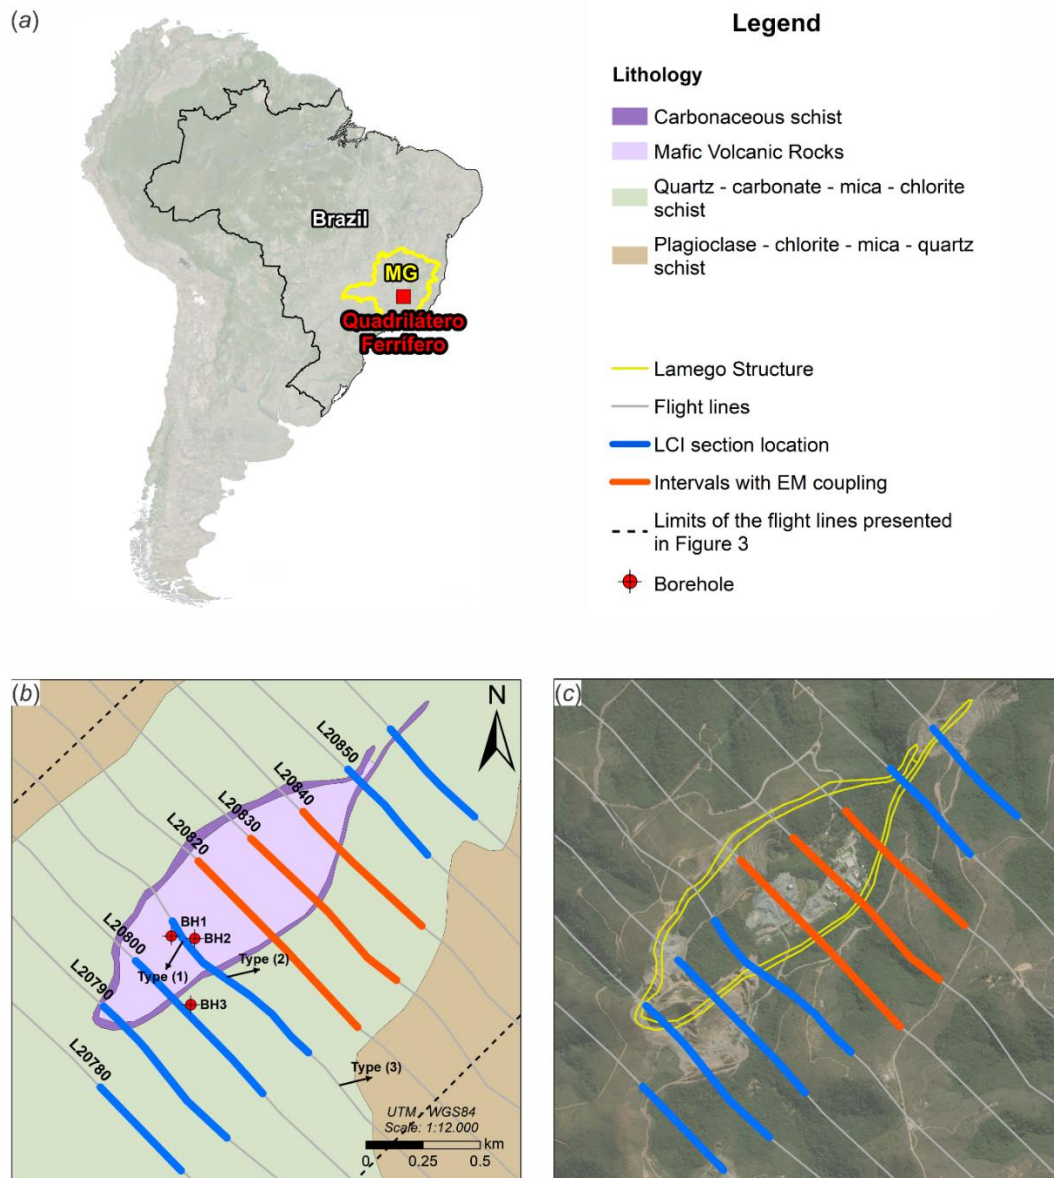 (a)
Brazil
MG
Quadrilátero
Ferrífero
Legend
Lithology
Carbonaceous schist
Mafic Volcanic Rocks
Quartz - carbonate - mica - chlorite
schist
Plagioclase - chlorite - mica - quartz
schist
Lamego Structure
Flight lines
LCI section location
Intervals with EM coupling
Limits of the flight lines presented
in Figure 3
Borehole
(b)
N
L20850
L20840
L20830
L20820
L20800
L20790
L20780
BH1
BH2
Type (1)
Type (2)
BH3
Type (3)
UTM, WGS84
Scale: 1:12.000
km
0 0.25 0.5
(c)